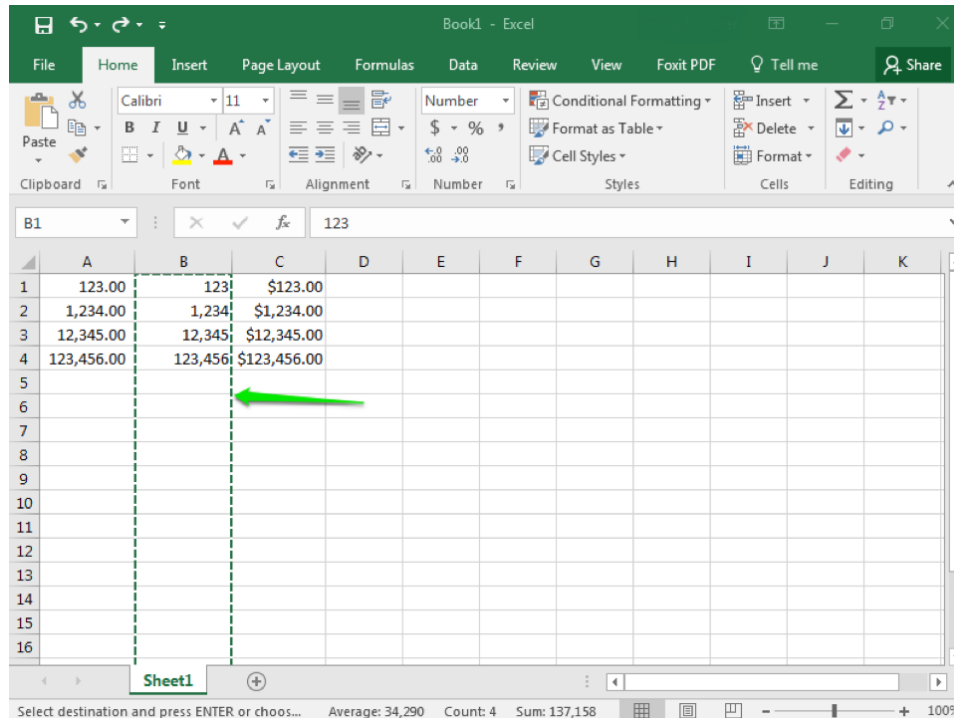 Book1 - Excel
File Home Insert Page Layout Formulas Data Review View Foxit PDF Tell me Share
Calibri 11 Number Conditional Formatting Insert
Paste B I U A A $ % , Format as Table Delete
A .0 .00 .00 .0 Cell Styles Format
Clipboard Font Alignment Number Styles Cells Editing
B1 fx 123
A B C D E F G H I J K
1 123.00 123 $123.00
2 1,234.00 1,234 $1,234.00
3 12,345.00 12,345 $12,345.00
4 123,456.00 123,456 $123,456.00
5
6
7
8
9
10
11
12
13
14
15
16
Sheet1
Select destination and press ENTER or choos... Average: 34,290 Count: 4 Sum: 137,158 100%